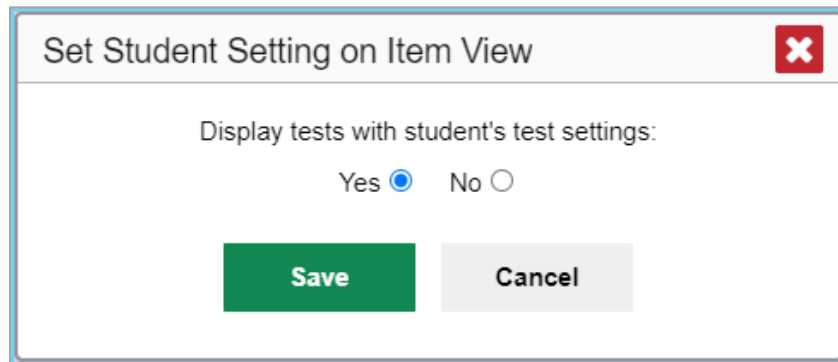 Set Student Setting on Item View
Display tests with student's test settings:
Yes No
Save Cancel